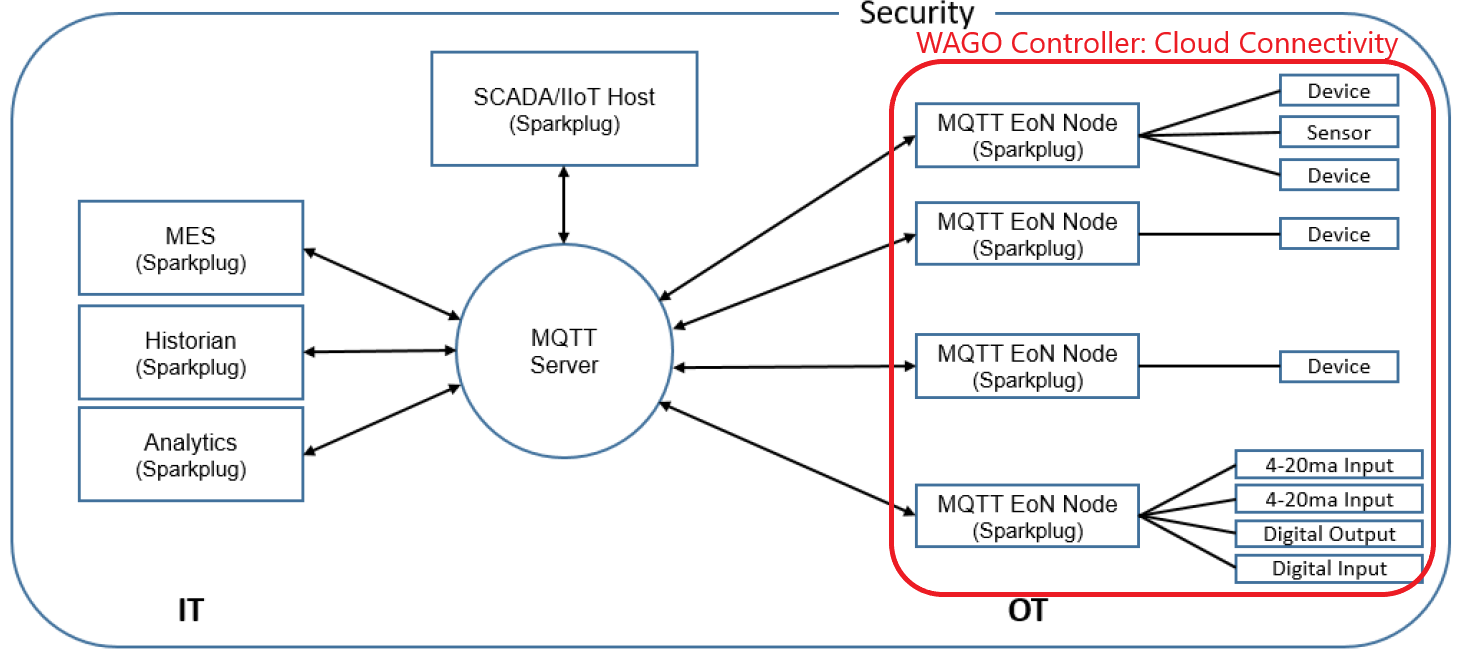 Security
WAGO Controller: Cloud Connectivity
SCADA/IIoT Host
(Sparkplug)
MES
(Sparkplug)
Historian
(Sparkplug)
Analytics
(Sparkplug)
MQTT
Server
MQTT EoN Node
(Sparkplug)
Device
Sensor
Device
MQTT EoN Node
(Sparkplug)
Device
MQTT EoN Node
(Sparkplug)
Device
MQTT EoN Node
(Sparkplug)
4-20ma Input
4-20ma Input
Digital Output
Digital Input
IT
OT